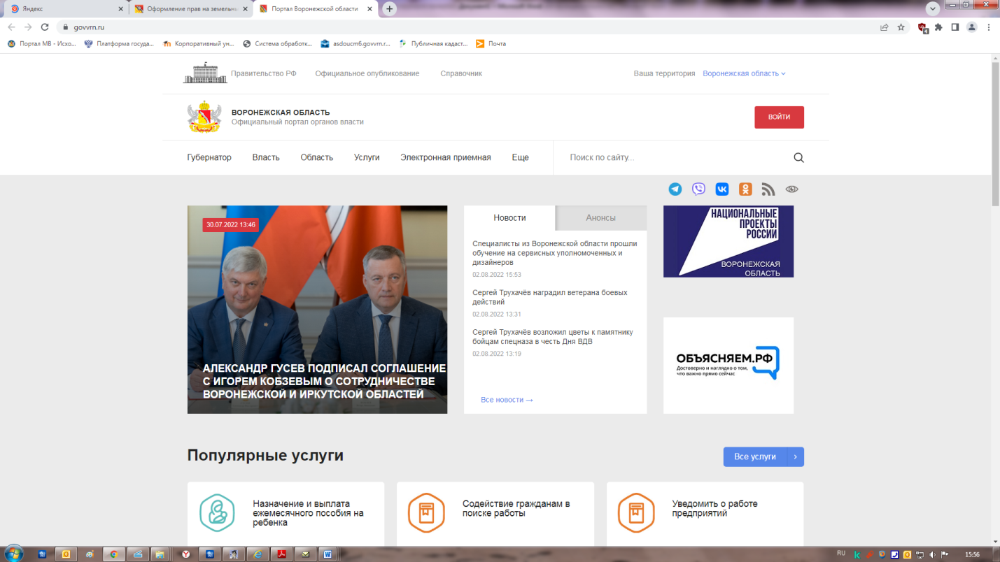 Яндекс
Оформление прав на земельны
Портал Воронежской области
govvrn.ru
Портал МВ - Исхо...
Платформа госуда...
Корпоративный ун...
Система обработк...
asdoucm6.govvrn.r...
Публичная кадаст...
Почта
Правительство РФ
Официальное опубликование
Справочник
Ваша территория
Воронежская область
ВОРОНЕЖСКАЯ ОБЛАСТЬ
Официальный портал органов власти
ВОЙТИ
Губернатор
Власть
Область
Услуги
Электронная приемная
Еще
Поиск по сайту...
30.07.2022 13:46
АЛЕКСАНДР ГУСЕВ ПОДПИСАЛ СОГЛАШЕНИЕ
С ИГОРЕМ КОБЗЕВЫМ О СОТРУДНИЧЕСТВЕ
ВОРОНЕЖСКОЙ И ИРКУТСКОЙ ОБЛАСТЕЙ
Новости
Анонсы
Специалисты из Воронежской области прошли
обучение на сервисных уполномоченных и
дизайнеров
02.08.2022 15:53
Сергей Трухачёв наградил ветерана боевых
действий
02.08.2022 13:31
Сергей Трухачёв возложил цветы к памятнику
бойцам спецназа в честь Дня ВДВ
02.08.2022 13:19
Все новости →
НАЦИОНАЛЬНЫЕ
ПРОЕКТЫ
РОССИИ
ВОРОНЕЖСКАЯ
ОБЛАСТЬ
ОБЪЯСНЯЕМ.РФ
Достоверно и наглядно о том,
что важно прямо сейчас
Популярные услуги
Все услуги
Назначение и выплата
ежемесячного пособия на
ребенка
Содействие гражданам в
поиске работы
Уведомить о работе
предприятий
RU
15:56